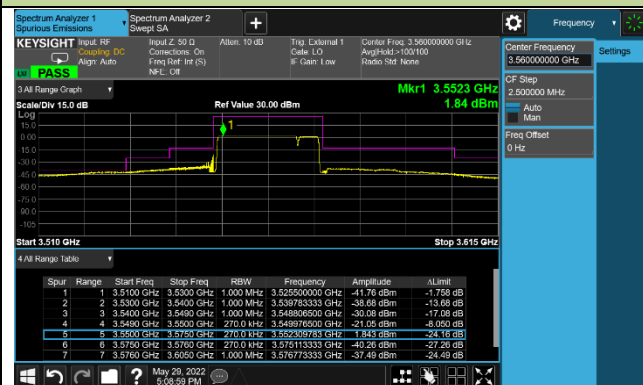 Spectrum Analyzer 1
Spurious Emissions
Spectrum Analyzer 2
Swept SA
Frequency
KEYSIGHT
Input: RF
Coupling: DC
Align: Auto
Input Z: 50 Ω
Corrections: On
Freq Ref: Int (S)
NFE: Off
Atten: 10 dB
Trig: External 1
Gate: LO
IF Gain: Low
Center Freq: 3.560000000 GHz
Avg|Hold:>100/100
Radio Std: None
PASS
Center Frequency
3.560000000 GHz
Settings
CF Step
2.500000 MHz
Auto
Man
Freq Offset
0 Hz
3 All Range Graph
Mkr1 3.5523 GHz
1.84 dBm
Scale/Div 15.0 dB
Ref Value 30.00 dBm
Log
15.0
0.00
-15.0
-30.0
-45.0
-60.0
-75.0
-90.0
-105
1
Start 3.510 GHz
Stop 3.615 GHz
4 All Range Table
Spur Range Start Freq Stop Freq RBW Frequency Amplitude ΔLimit
1 1 3.5100 GHz 3.5300 GHz 1.000 MHz 3.525500000 GHz -41.76 dBm -1.758 dB
2 2 3.5300 GHz 3.5400 GHz 1.000 MHz 3.539783333 GHz -38.68 dBm -13.68 dB
3 3 3.5400 GHz 3.5490 GHz 1.000 MHz 3.548806500 GHz -30.08 dBm -17.08 dB
4 4 3.5490 GHz 3.5500 GHz 270.0 kHz 3.549976500 GHz -21.05 dBm -8.050 dB
5 5 3.5500 GHz 3.5750 GHz 270.0 kHz 3.552309783 GHz 1.843 dBm -24.16 dB
6 6 3.5750 GHz 3.5760 GHz 270.0 kHz 3.575113333 GHz -40.26 dBm -27.26 dB
7 7 3.5760 GHz 3.6050 GHz 1.000 MHz 3.576773333 GHz -37.49 dBm -24.49 dB
May 29, 2022
5:08:59 PM